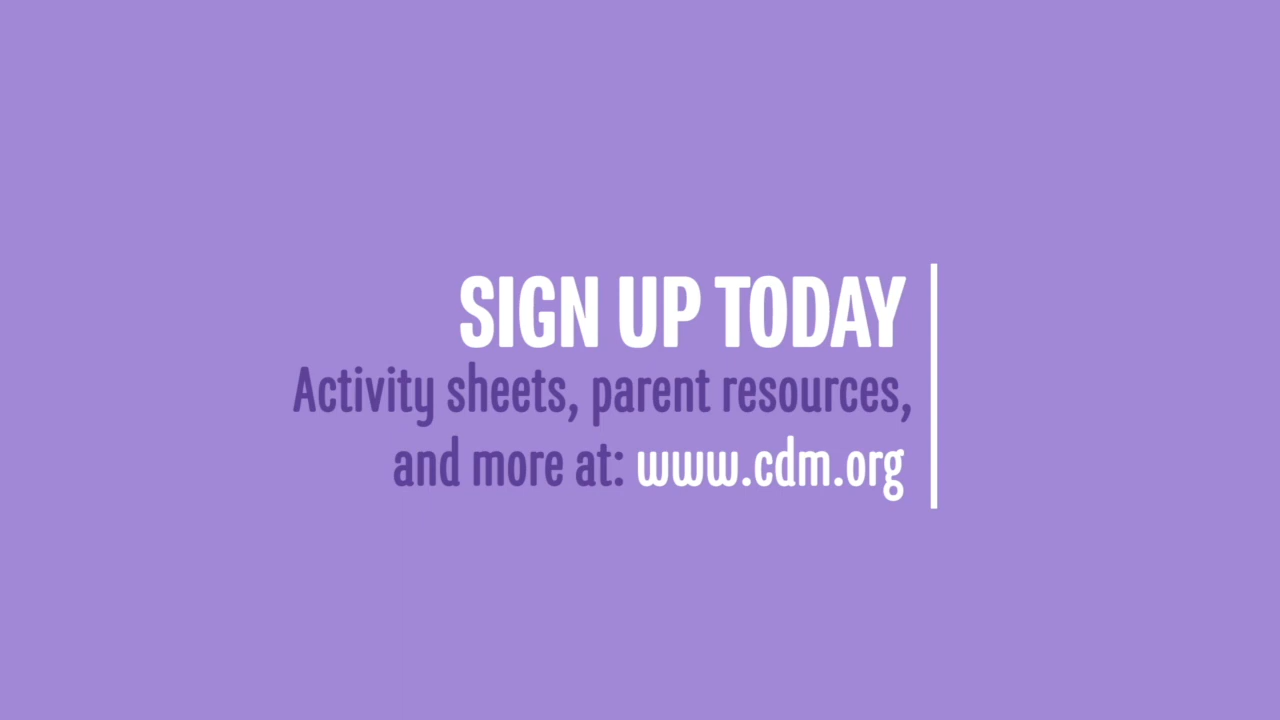 SIGN UP TODAY
Activity sheets, parent resources,
and more at: www.cdm.org